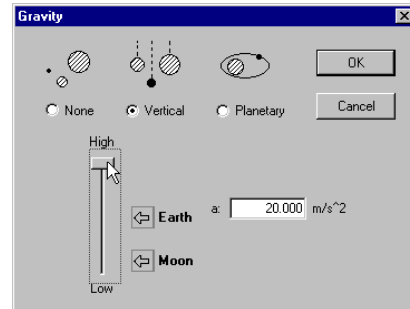 Gravity
OK
None Vertical Planetary Cancel
High
Earth a: 20.000 m/s^2
Moon
Low